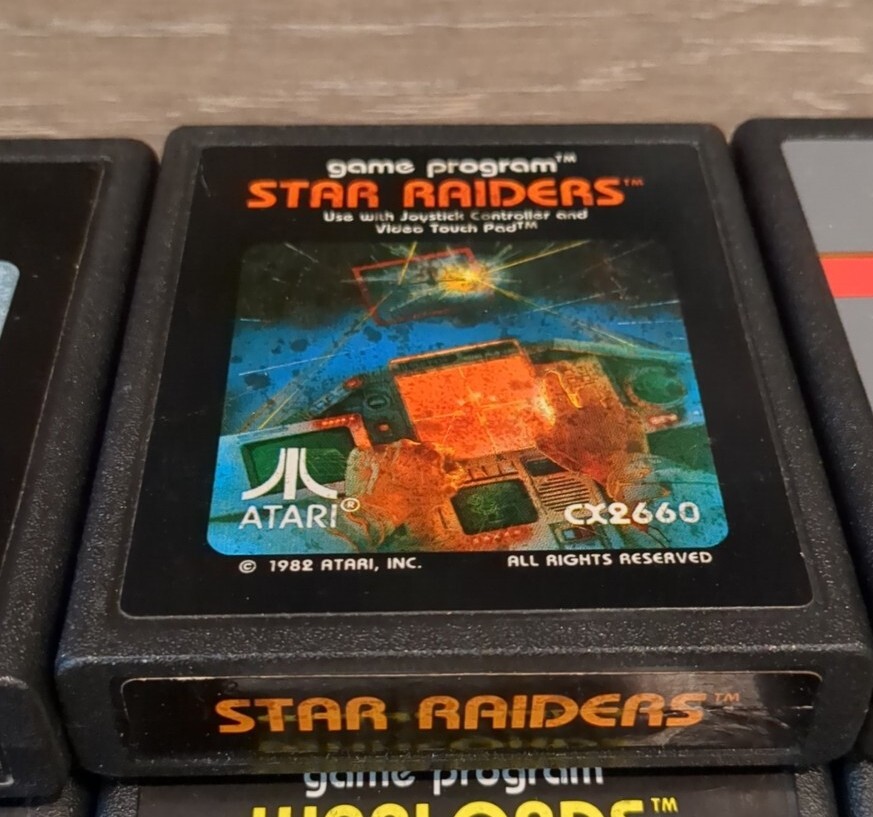 game program™
STAR RAIDERS™
Use with Joystick Controller and
Video Touch Pad™
ATARI®
CX2660
© 1982 ATARI, INC.
ALL RIGHTS RESERVED
STAR RAIDERS™
game program
WARLORDS™